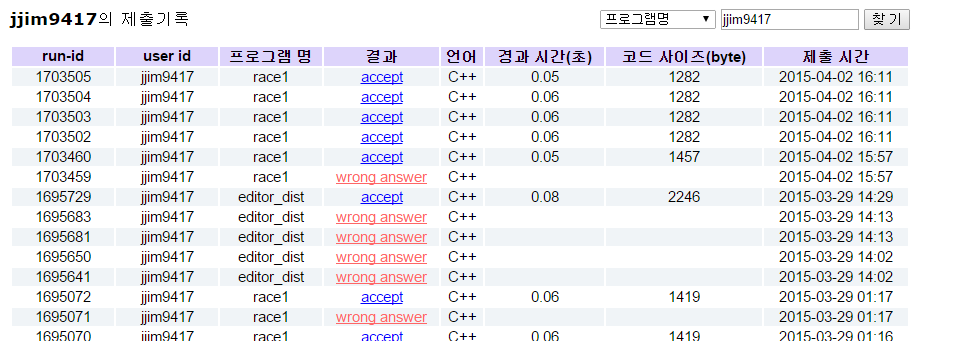 jjim9417의 제출기록 프로그램명 jjim9417 찾기
run-id user id 프로그램 명 결과 언어 경과 시간(초) 코드 사이즈(byte) 제출 시간
1703505 jjim9417 race1 accept C++ 0.05 1282 2015-04-02 16:11
1703504 jjim9417 race1 accept C++ 0.06 1282 2015-04-02 16:11
1703503 jjim9417 race1 accept C++ 0.06 1282 2015-04-02 16:11
1703502 jjim9417 race1 accept C++ 0.06 1282 2015-04-02 16:11
1703460 jjim9417 race1 accept C++ 0.05 1457 2015-04-02 15:57
1703459 jjim9417 race1 wrong answer C++ 2015-04-02 15:57
1695729 jjim9417 editor_dist accept C++ 0.08 2246 2015-03-29 14:29
1695683 jjim9417 editor_dist wrong answer C++ 2015-03-29 14:13
1695681 jjim9417 editor_dist wrong answer C++ 2015-03-29 14:13
1695650 jjim9417 editor_dist wrong answer C++ 2015-03-29 14:02
1695641 jjim9417 editor_dist wrong answer C++ 2015-03-29 14:02
1695072 jjim9417 race1 accept C++ 0.06 1419 2015-03-29 01:17
1695071 jjim9417 race1 wrong answer C++ 2015-03-29 01:17
1695070 jjim9417 race1 accept C++ 0.06 1419 2015-03-29 01:16